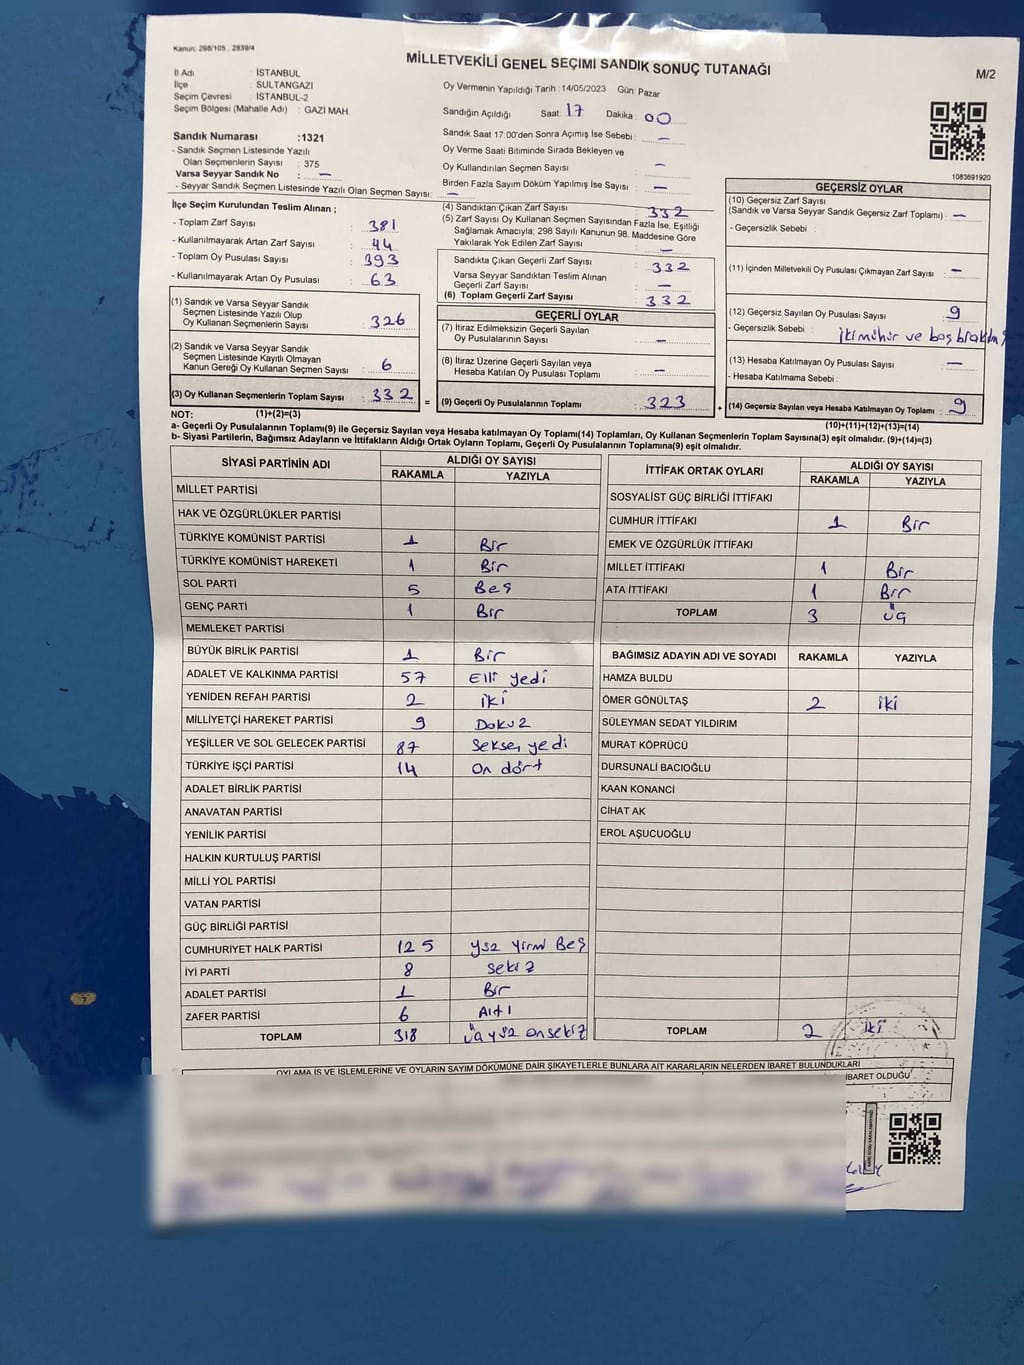 Kanun; 298/105 , 2839/4
MİLLETVEKİLİ GENEL SEÇİMİ SANDIK SONUÇ TUTANAĞI
M/2
İl Adı : İSTANBUL
İlçe : SULTANGAZİ
Seçim Çevresi : İSTANBUL-2
Seçim Bölgesi (Mahalle Adı) : GAZİ MAH.
Sandık Numarası :1321
- Sandık Seçmen Listesinde Yazılı
Olan Seçmenlerin Sayısı : 375
Varsa Seyyar Sandık No : —
- Seyyar Sandık Seçmen Listesinde Yazılı Olan Seçmen Sayısı: —
Oy Vermenin Yapıldığı Tarih : 14/05/2023 Gün: Pazar
Sandığın Açıldığı Saat: 17 Dakika : 00
Sandık Saat 17:00'den Sonra Açımış İse Sebebi : —
Oy Verme Saati Bitiminde Sırada Bekleyen ve
Oy Kullandırılan Seçmen Sayısı : —
Birden Fazla Sayım Döküm Yapılmış İse Sayısı : —
1083691920
İlçe Seçim Kurulundan Teslim Alınan ;
- Toplam Zarf Sayısı : 381
- Kullanılmayarak Artan Zarf Sayısı : 44
- Toplam Oy Pusulası Sayısı : 393
- Kullanılmayarak Artan Oy Pusulası : 63
(1) Sandık ve Varsa Seyyar Sandık
Seçmen Listesinde Yazılı Olup
Oy Kullanan Seçmenlerin Sayısı : 326
(2) Sandık ve Varsa Seyyar Sandık
Seçmen Listesinde Kayıtlı Olmayan
Kanun Gereği Oy Kullanan Seçmen Sayısı : 6
(3) Oy Kullanan Seçmenlerin Toplam Sayısı : 332
(4) Sandıktan Çıkan Zarf Sayısı : 332
(5) Zarf Sayısı Oy Kullanan Seçmen Sayısından Fazla İse, Eşitliği
Sağlamak Amacıyla; 298 Sayılı Kanunun 98. Maddesine Göre
Yakılarak Yok Edilen Zarf Sayısı : —
Sandıkta Çıkan Geçerli Zarf Sayısı : 332
Varsa Seyyar Sandıktan Teslim Alınan
Geçerli Zarf Sayısı : —
(6) Toplam Geçerli Zarf Sayısı : 332
GEÇERLİ OYLAR
(7) İtiraz Edilmeksizin Geçerli Sayılan
Oy Pusulalarının Sayısı : —
(8) İtiraz Üzerine Geçerli Sayılan veya
Hesaba Katılan Oy Pusulası Toplamı : —
= (9) Geçerli Oy Pusulalarının Toplamı : 323
GEÇERSİZ OYLAR
(10) Geçersiz Zarf Sayısı
(Sandık ve Varsa Seyyar Sandık Geçersiz Zarf Toplamı) : —
- Geçersizlik Sebebi :
(11) İçinden Milletvekili Oy Pusulası Çıkmayan Zarf Sayısı : —
(12) Geçersiz Sayılan Oy Pusulası Sayısı : 9
- Geçersizlik Sebebi : iki mühür ve boş
(13) Hesaba Katılmayan Oy Pusulası Sayısı : —
- Hesaba Katılmama Sebebi :
+ (14) Geçersiz Sayılan veya Hesaba Katılmayan Oy Toplamı : 9
NOT: (1)+(2)=(3)
(10)+(11)+(12)+(13)=(14)
a- Geçerli Oy Pusulalarının Toplamı(9) ile Geçersiz Sayılan veya Hesaba katılmayan Oy Toplamı(14) Toplamları, Oy Kullanan Seçmenlerin Toplam Sayısına(3) eşit olmalıdır. (9)+(14)=(3)
b- Siyasi Partilerin, Bağımsız Adayların ve İttifakların Aldığı Ortak Oyların Toplamı, Geçerli Oy Pusulalarının Toplamına(9) eşit olmalıdır.
SİYASİ PARTİNİN ADI ALDIĞI OY SAYISI
RAKAMLA YAZIYLA
MİLLET PARTİSİ
HAK VE ÖZGÜRLÜKLER PARTİSİ
TÜRKİYE KOMÜNİST PARTİSİ 1 Bir
TÜRKİYE KOMÜNİST HAREKETİ 1 Bir
SOL PARTİ 5 Beş
GENÇ PARTİ 1 Bir
MEMLEKET PARTİSİ
BÜYÜK BİRLİK PARTİSİ 1 Bir
ADALET VE KALKINMA PARTİSİ 57 Elli yedi
YENİDEN REFAH PARTİSİ 2 iki
MİLLİYETÇİ HAREKET PARTİSİ 9 Dokuz
YEŞİLLER VE SOL GELECEK PARTİSİ 87 Seksen yedi
TÜRKİYE İŞÇİ PARTİSİ 14 On dört
ADALET BİRLİK PARTİSİ
ANAVATAN PARTİSİ
YENİLİK PARTİSİ
HALKIN KURTULUŞ PARTİSİ
MİLLİ YOL PARTİSİ
VATAN PARTİSİ
GÜÇ BİRLİĞİ PARTİSİ
CUMHURİYET HALK PARTİSİ 125 yüz yirmi Beş
İYİ PARTİ 8 sekiz
ADALET PARTİSİ 1 Bir
ZAFER PARTİSİ 6 Altı
TOPLAM 318 üçyüz onsekiz
İTTİFAK ORTAK OYLARI ALDIĞI OY SAYISI
RAKAMLA YAZIYLA
SOSYALİST GÜÇ BİRLİĞİ İTTİFAKI
CUMHUR İTTİFAKI 1 Bir
EMEK VE ÖZGÜRLÜK İTTİFAKI
MİLLET İTTİFAKI 1 Bir
ATA İTTİFAKI 1 Bir
TOPLAM 3 üç
BAĞIMSIZ ADAYIN ADI VE SOYADI RAKAMLA YAZIYLA
HAMZA BULDU
ÖMER GÖNÜLTAŞ 2 iki
SÜLEYMAN SEDAT YILDIRIM
MURAT KÖPRÜCÜ
DURSUNALİ BACIOĞLU
KAAN KONANCİ
CİHAT AK
EROL AŞUCUOĞLU
TOPLAM 2 iki
OYLAMA İŞ VE İŞLEMLERİNE VE OYLARIN SAYIM DÖKÜMÜNE DAİR ŞİKAYETLERLE BUNLARA AİT KARARLARIN NELERDEN İBARET BULUNDUKLARI
İBARET OLDUĞU